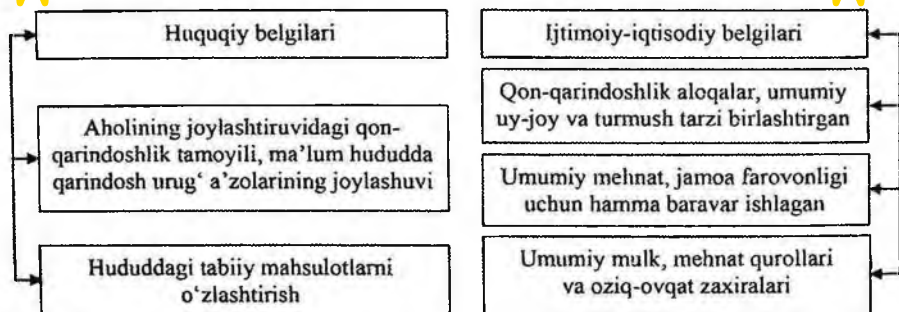 Huquqiy belgilari
Aholining joylashtiruvidagi qon-
qarindoshlik tamoyili, ma'lum hududda
qarindosh urug‘ a'zolarining joylashuvi
Hududdagi tabiiy mahsulotlarni
o‘zlashtirish
Ijtimoiy-iqtisodiy belgilari
Qon-qarindoshlik aloqalar, umumiy
uy-joy va turmush tarzi birlashtirgan
Umumiy mehnat, jamoa farovonligi
uchun hamma baravar ishlagan
Umumiy mulk, mehnat qurollari
va oziq-ovqat zaxiralari